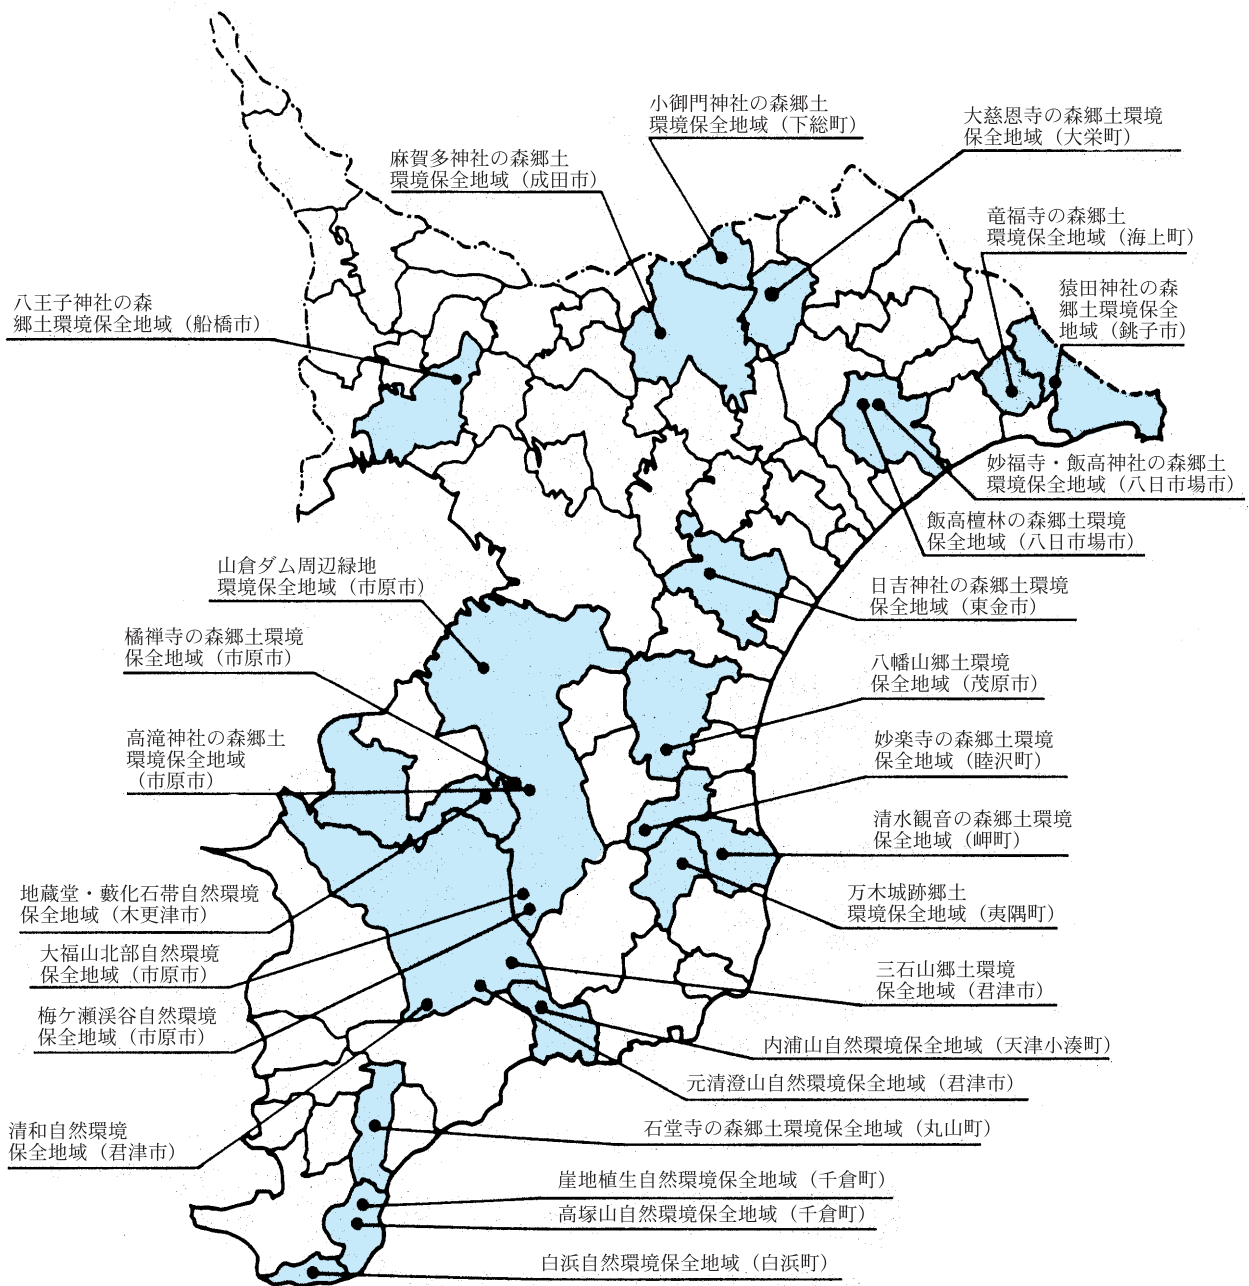 小御門神社の森郷土
環境保全地域（下総町）
大慈恩寺の森郷土環境
保全地域（大栄町）
麻賀多神社の森郷土
環境保全地域（成田市）
竜福寺の森郷土
環境保全地域（海上町）
猿田神社の森
郷土環境保全
地域（銚子市）
八王子神社の森
郷土環境保全地域（船橋市）
妙福寺・飯高神社の森郷土
環境保全地域（八日市場市）
飯高檀林の森郷土環境
保全地域（八日市場市）
山倉ダム周辺緑地
環境保全地域（市原市）
日吉神社の森郷土環境
保全地域（東金市）
橘禅寺の森郷土環境
保全地域（市原市）
八幡山郷土環境
保全地域（茂原市）
高滝神社の森郷土
環境保全地域
（市原市）
妙楽寺の森郷土環境
保全地域（睦沢町）
清水観音の森郷土環境
保全地域（岬町）
地蔵堂・藪化石帯自然環境
保全地域（木更津市）
万木城跡郷土
環境保全地域（夷隅町）
大福山北部自然環境
保全地域（市原市）
三石山郷土環境
保全地域（君津市）
梅ケ瀬渓谷自然環境
保全地域（市原市）
内浦山自然環境保全地域（天津小湊町）
元清澄山自然環境保全地域（君津市）
清和自然環境
保全地域（君津市）
石堂寺の森郷土環境保全地域（丸山町）
崖地植生自然環境保全地域（千倉町）
高塚山自然環境保全地域（千倉町）
白浜自然環境保全地域（白浜町）